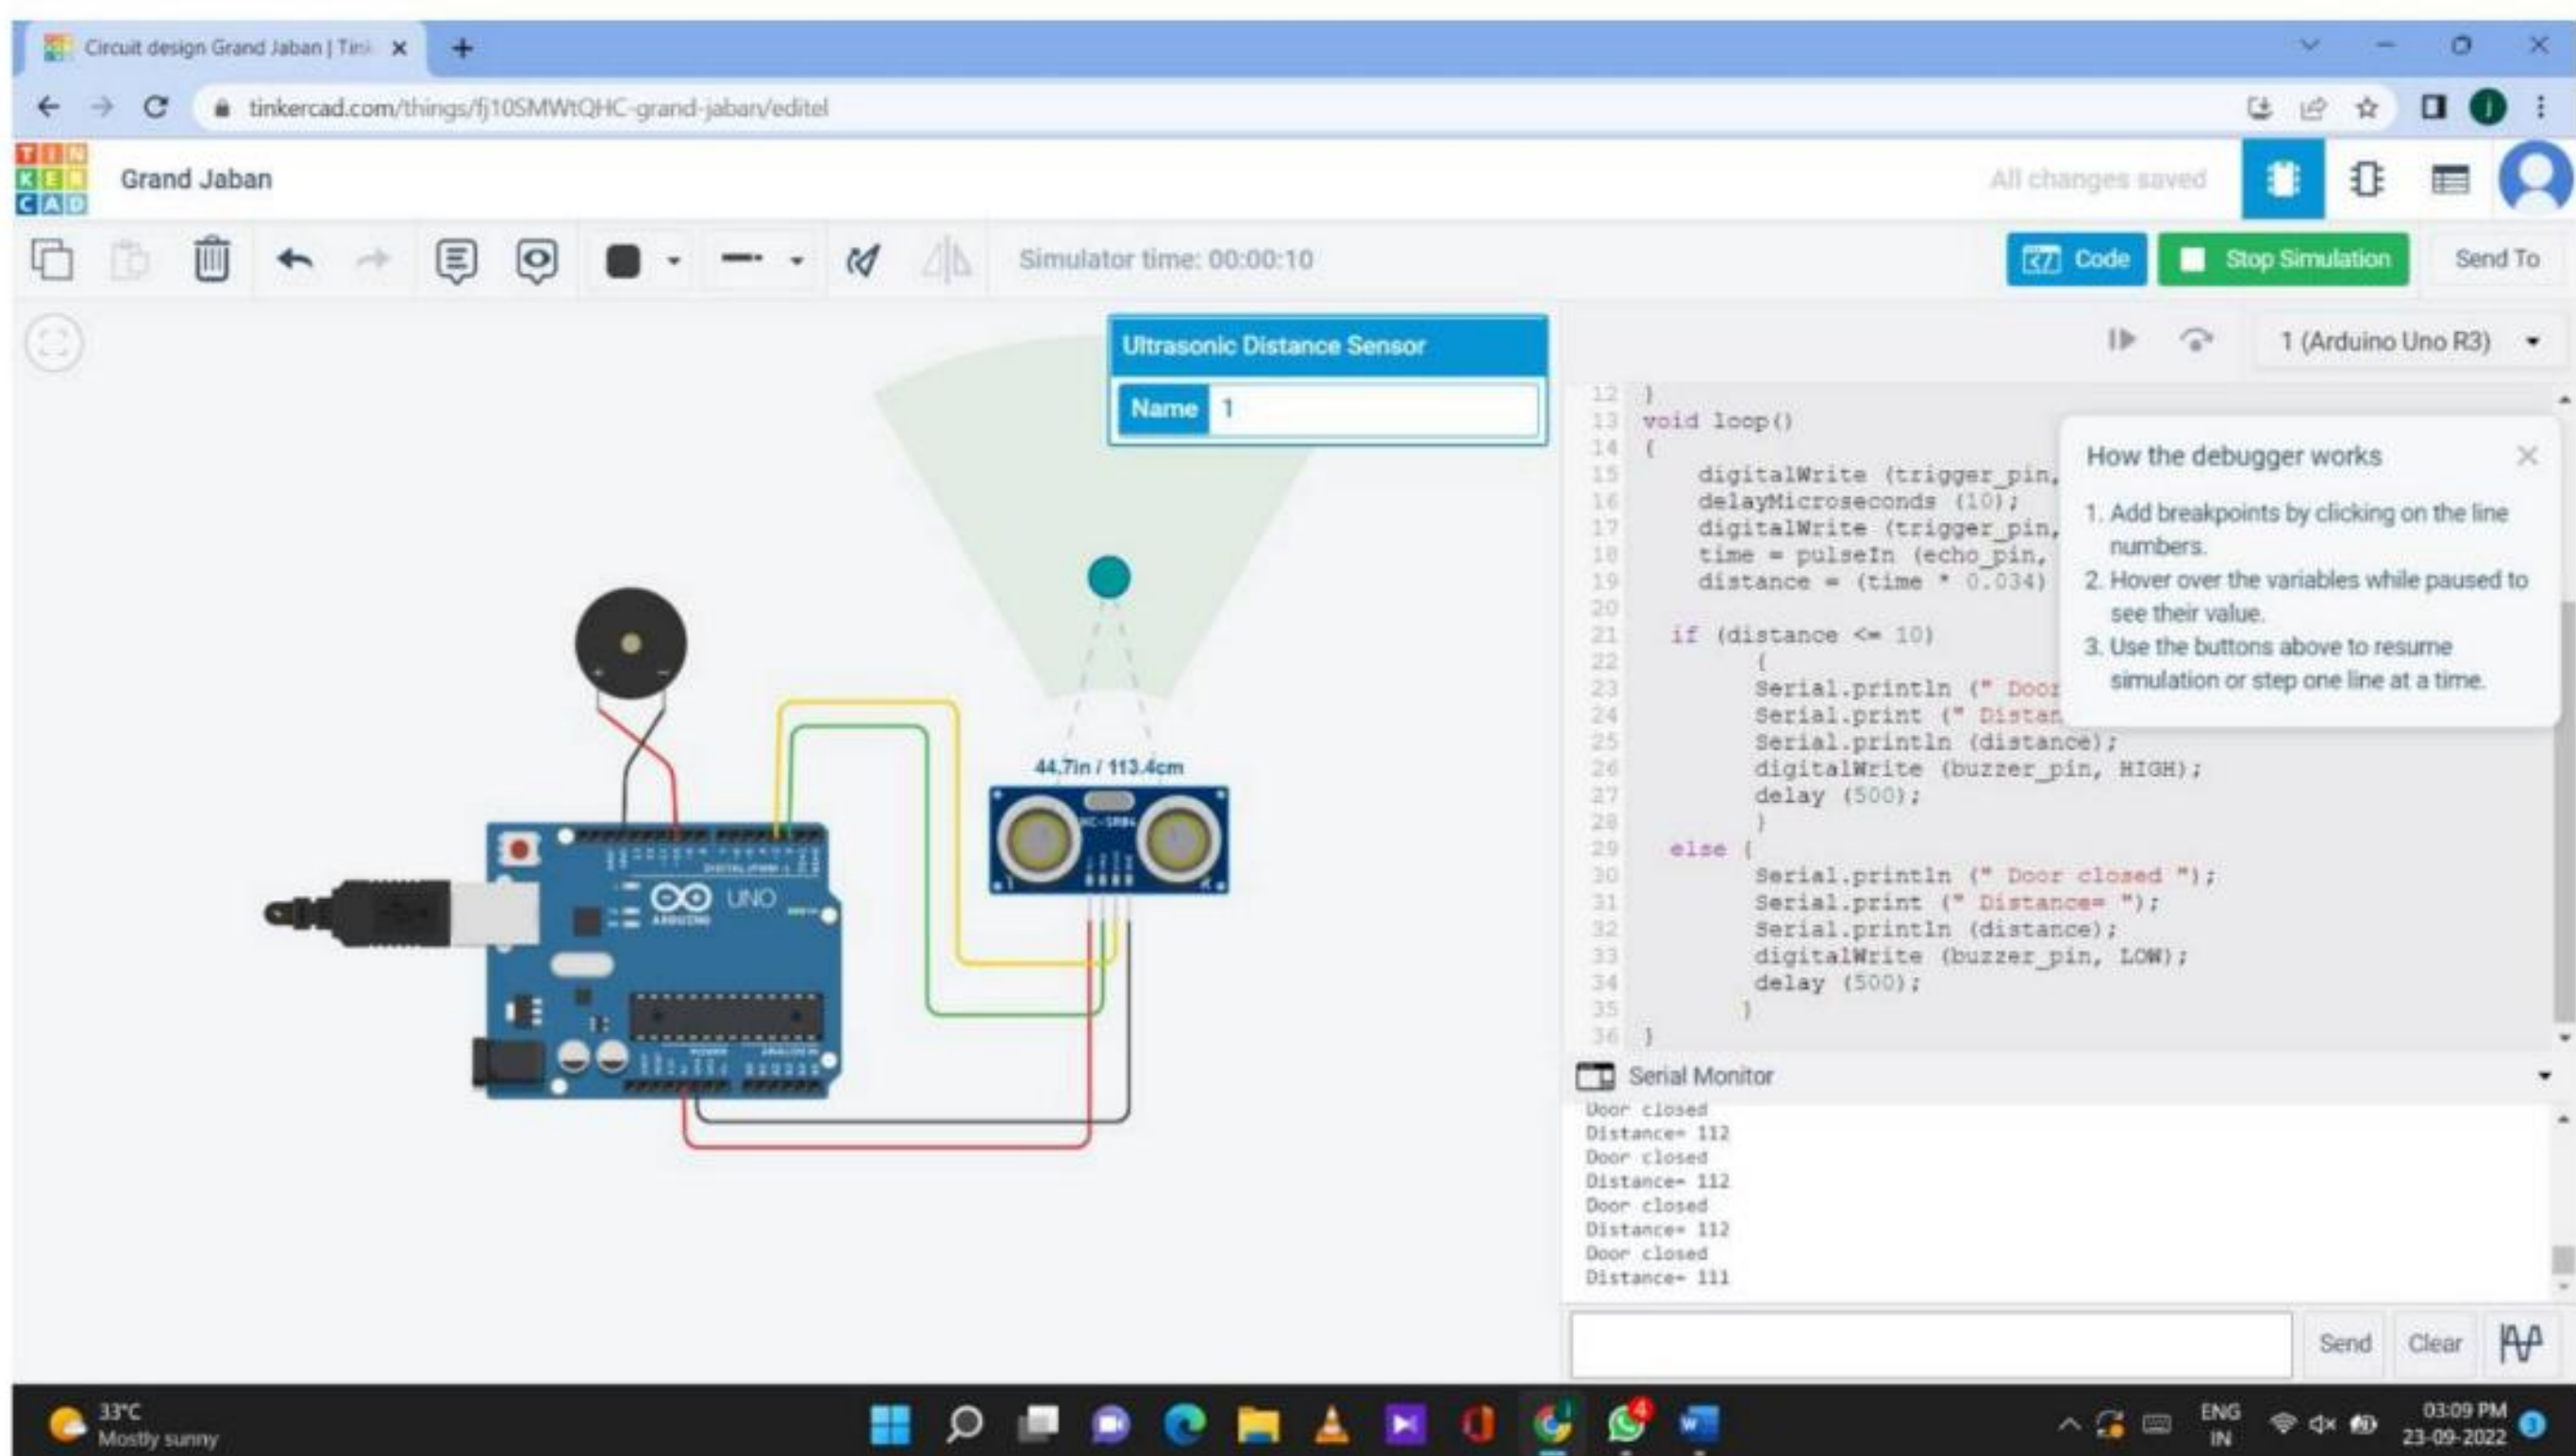 Circuit design Grand Jaban | Tink
tinkercad.com/things/fj10SMWtQHC-grand-jaban/editel
TIN
KER
CAD
Grand Jaban
All changes saved
Simulator time: 00:00:10
Code
Stop Simulation
Send To
1 (Arduino Uno R3)
Ultrasonic Distance Sensor
Name 1
44.7in / 113.4cm
HC-SR04
UNO
ARDUINO
12 }
13 void loop()
14 {
15 digitalWrite (trigger_pin,
16 delayMicroseconds (10);
17 digitalWrite (trigger_pin,
18 time = pulseIn (echo_pin,
19 distance = (time * 0.034)
20
21 if (distance <= 10)
22 {
23 Serial.println (" Door
24 Serial.print (" Distan
25 Serial.println (distance);
26 digitalWrite (buzzer_pin, HIGH);
27 delay (500);
28 }
29 else {
30 Serial.println (" Door closed ");
31 Serial.print (" Distance= ");
32 Serial.println (distance);
33 digitalWrite (buzzer_pin, LOW);
34 delay (500);
35 }
36 }
How the debugger works
1. Add breakpoints by clicking on the line
numbers.
2. Hover over the variables while paused to
see their value.
3. Use the buttons above to resume
simulation or step one line at a time.
Serial Monitor
Door closed
Distance= 112
Door closed
Distance= 112
Door closed
Distance= 112
Door closed
Distance= 111
Send
Clear
33°C
Mostly sunny
4
ENG
IN
03:09 PM
23-09-2022
3